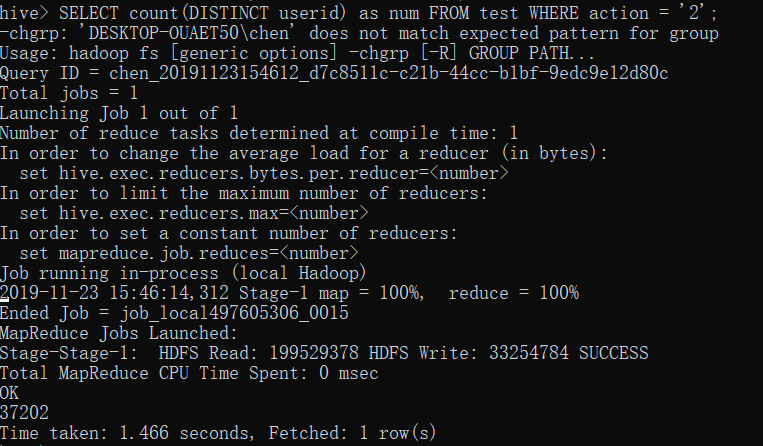 hive> SELECT count(DISTINCT userid) as num FROM test WHERE action = '2';
-chgrp: 'DESKTOP-OUAET50\chen' does not match expected pattern for group
Usage: hadoop fs [generic options] -chgrp [-R] GROUP PATH...
Query ID = chen_20191123154612_d7c8511c-c21b-44cc-b1bf-9edc9e12d80c
Total jobs = 1
Launching Job 1 out of 1
Number of reduce tasks determined at compile time: 1
In order to change the average load for a reducer (in bytes):
  set hive.exec.reducers.bytes.per.reducer=<number>
In order to limit the maximum number of reducers:
  set hive.exec.reducers.max=<number>
In order to set a constant number of reducers:
  set mapreduce.job.reduces=<number>
Job running in-process (local Hadoop)
2019-11-23 15:46:14,312 Stage-1 map = 100%,  reduce = 100%
Ended Job = job_local497605306_0015
MapReduce Jobs Launched:
Stage-Stage-1:  HDFS Read: 199529378 HDFS Write: 33254784 SUCCESS
Total MapReduce CPU Time Spent: 0 msec
OK
37202
Time taken: 1.466 seconds, Fetched: 1 row(s)